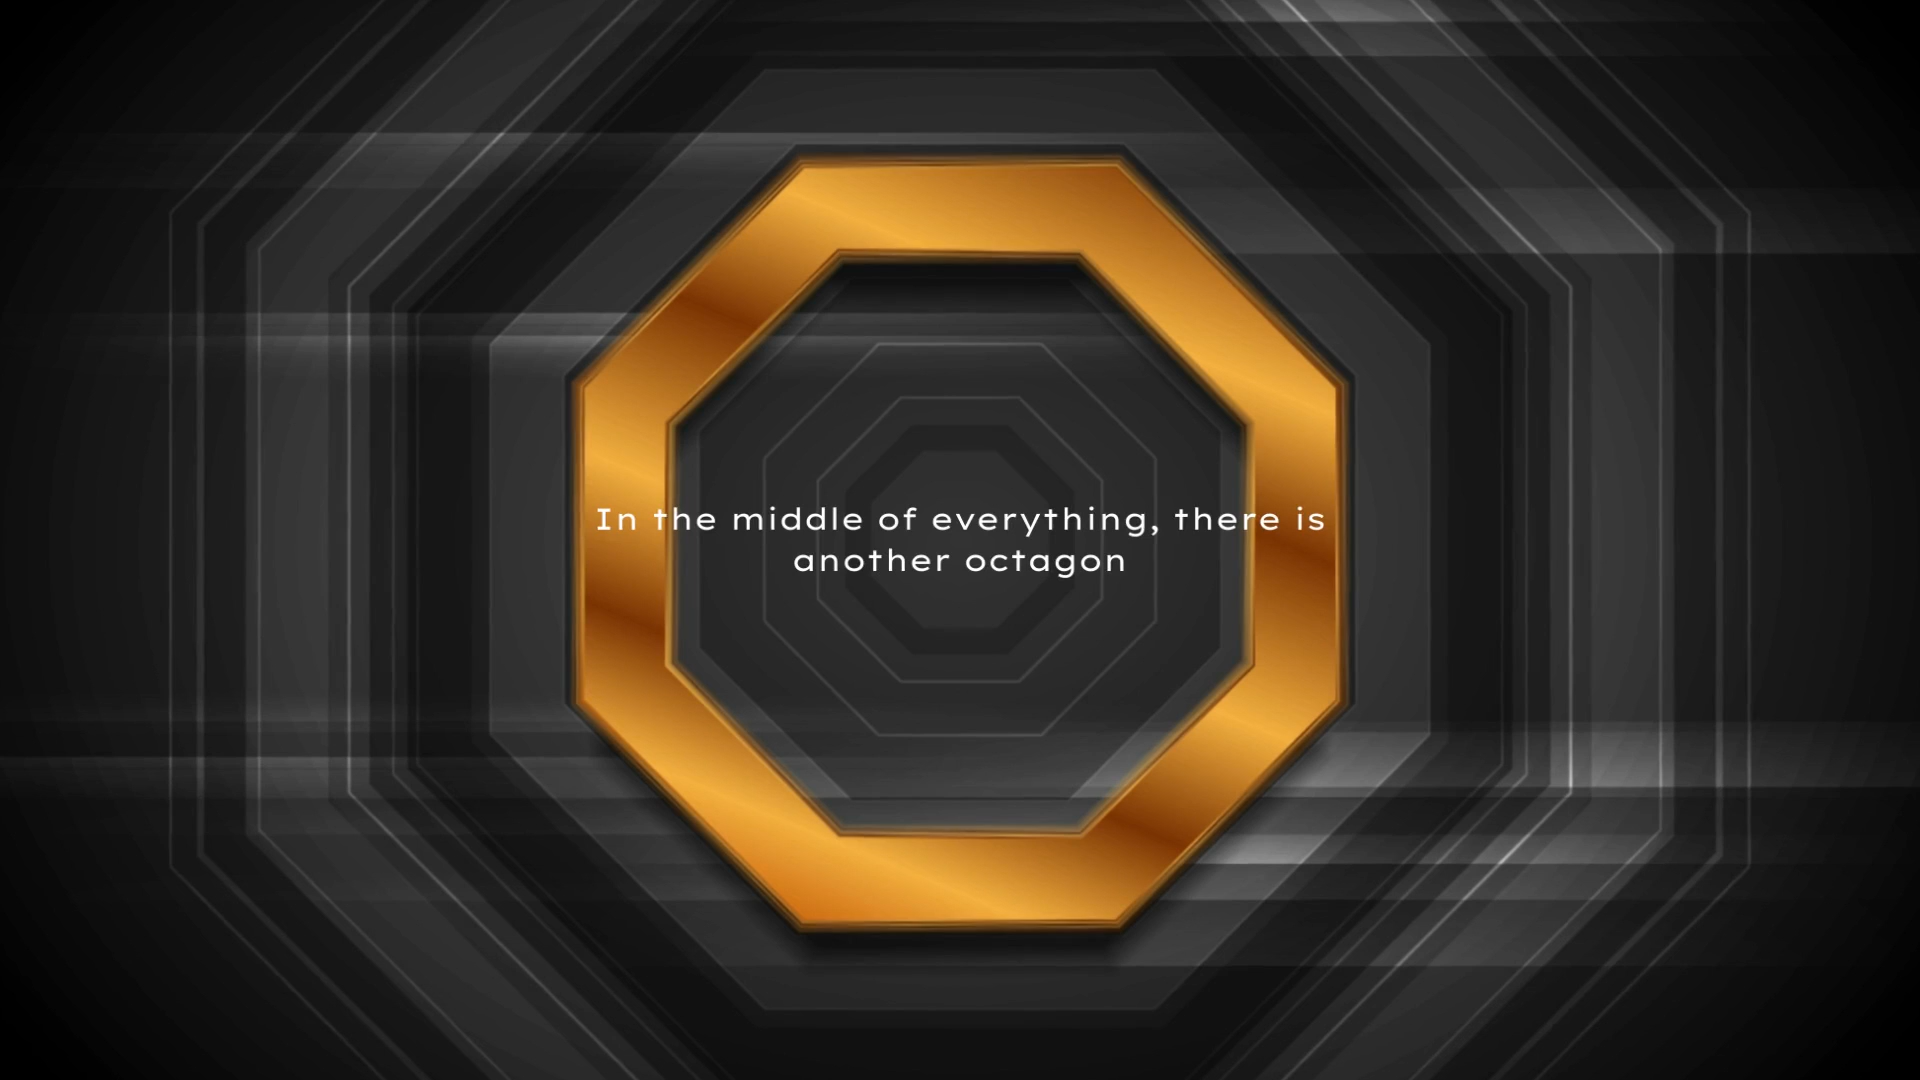 In the middle of everything, there is
another octagon